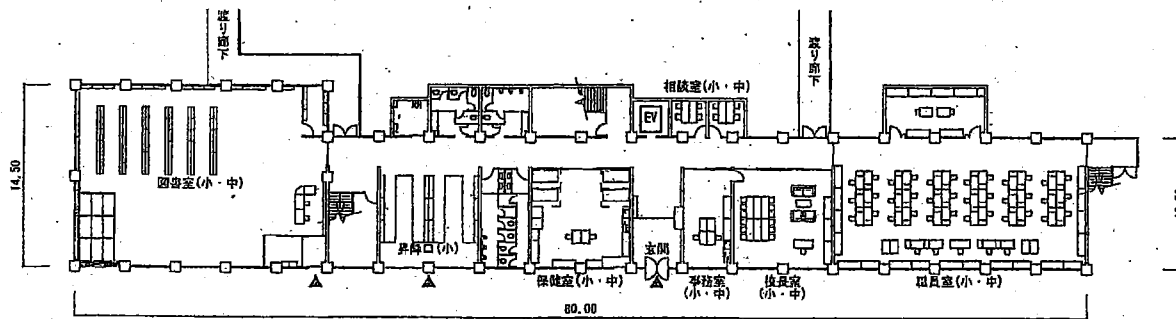 渡り廊下
渡り廊下
相談室(小・中)
EV
14,50
図書室(小・中)
昇降口(小)
玄関
保健室(小・中)
事務室
(小・中)
校長室
(小・中)
職員室(小・中)
80.00